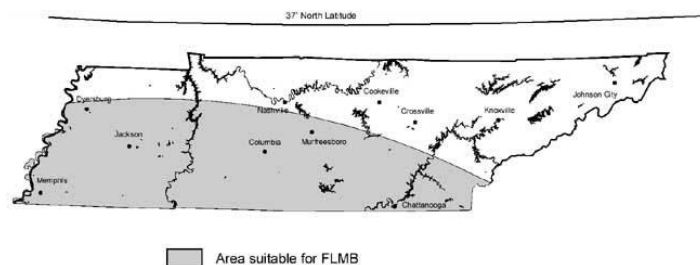 37° North Latitude
Dyersburg
Nashville
Cookeville
Crossville
Knoxville
Johnson City
Jackson
Columbia
Murfreesboro
Memphis
Chattanooga
Area suitable for FLMB